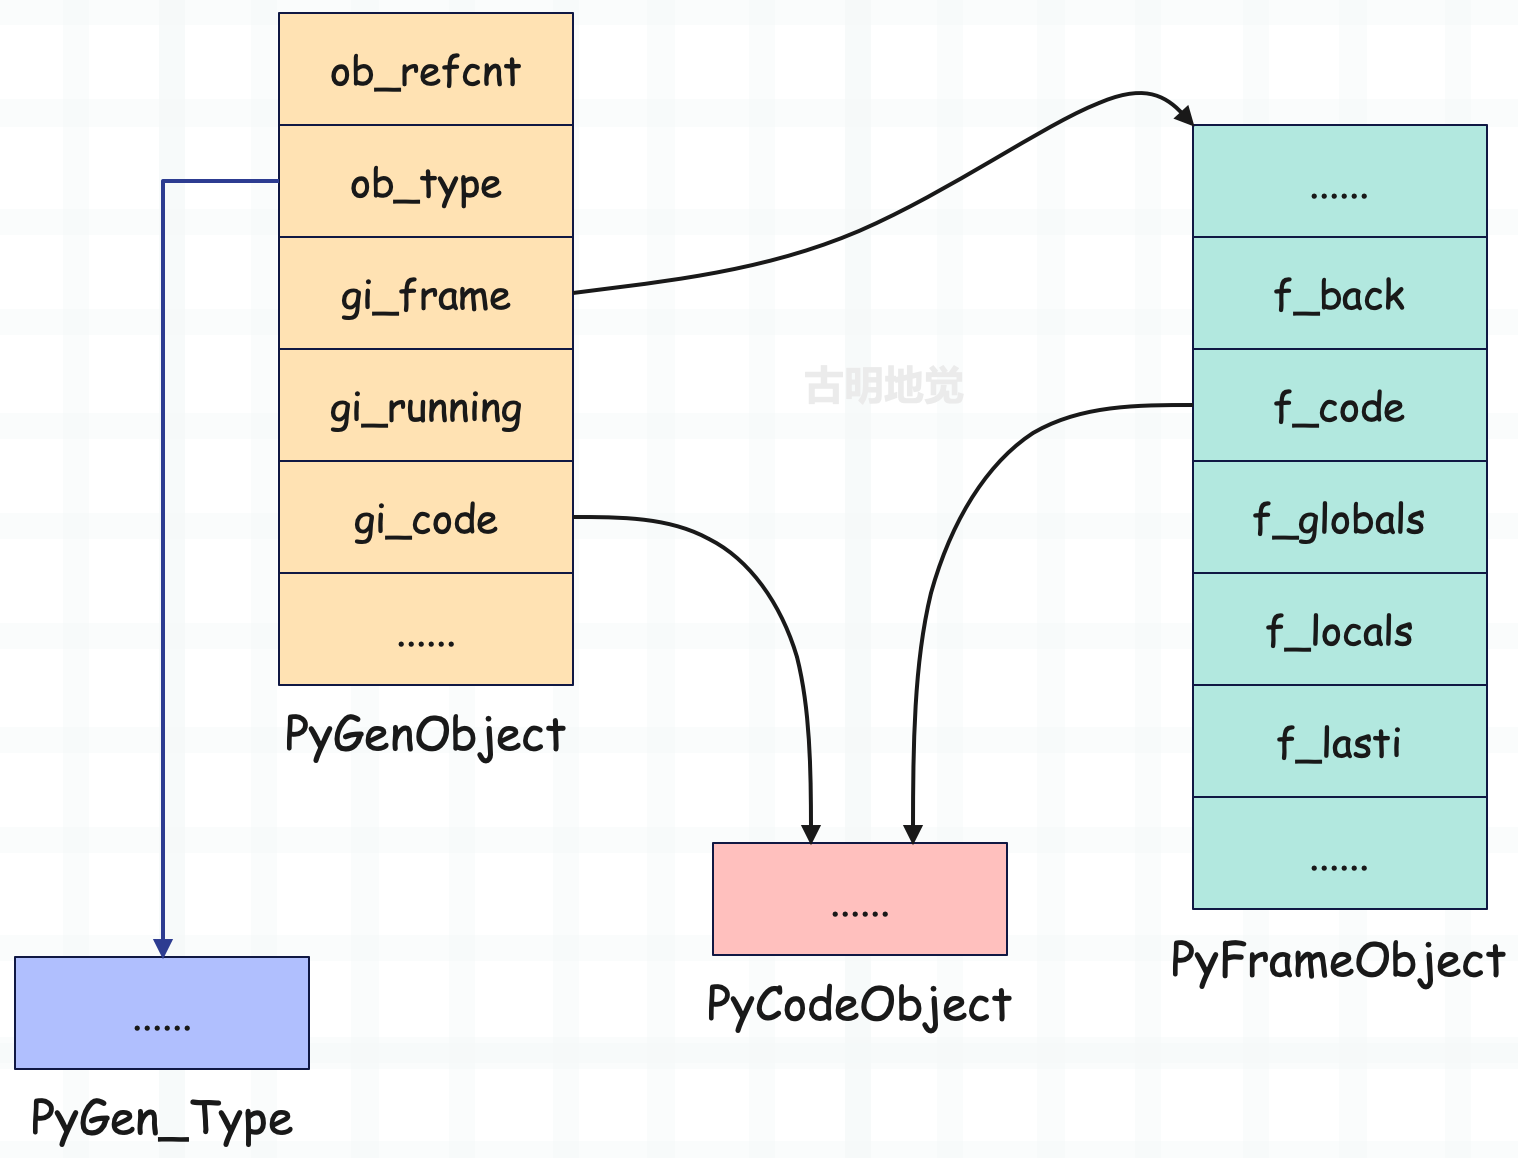 ob_refcnt
ob_type
gi_frame
gi_running
gi_code
......
PyGenObject
......
f_back
f_code
f_globals
f_locals
f_lasti
......
PyFrameObject
古明地觉
......
PyCodeObject
......
PyGen_Type